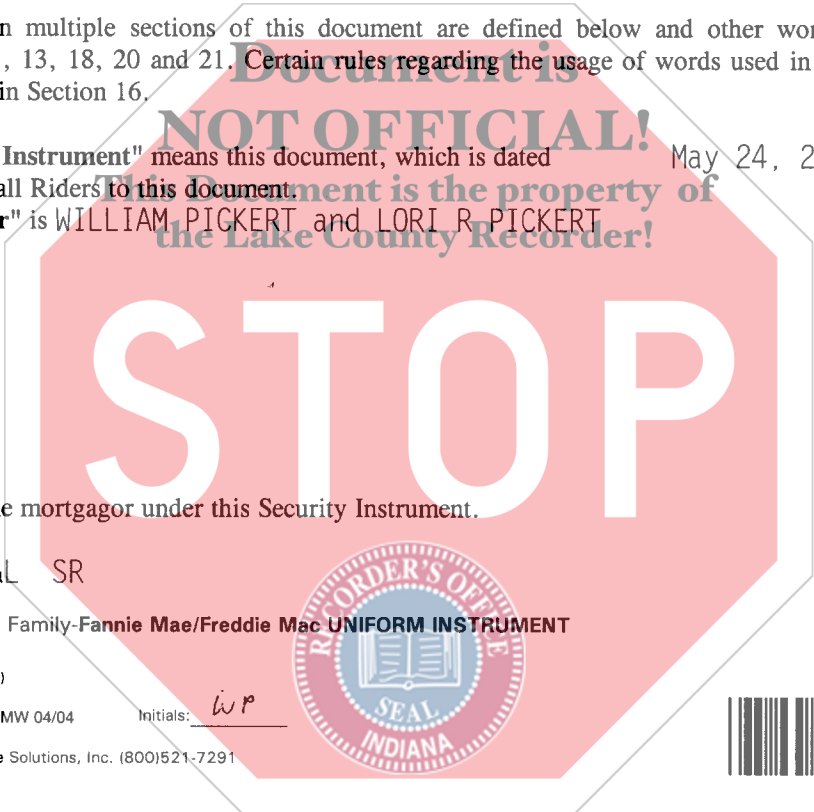 n multiple sections of this document are defined below and other wor
, 13, 18, 20 and 21. Certain rules regarding the usage of words used in
in Section 16.
Document is
NOT OFFICIAL!
This Document is the property of
the Lake County Recorder!
Instrument" means this document, which is dated May 24, 2
all Riders to this document.
r" is WILLIAM PICKERT and LORI R PICKERT
STOP
e mortgagor under this Security Instrument.
L SR
Family-Fannie Mae/Freddie Mac UNIFORM INSTRUMENT
)
MW 04/04 Initials: WP
e Solutions, Inc. (800)521-7291
RECORDER'S OFFICE
SEAL
INDIANA